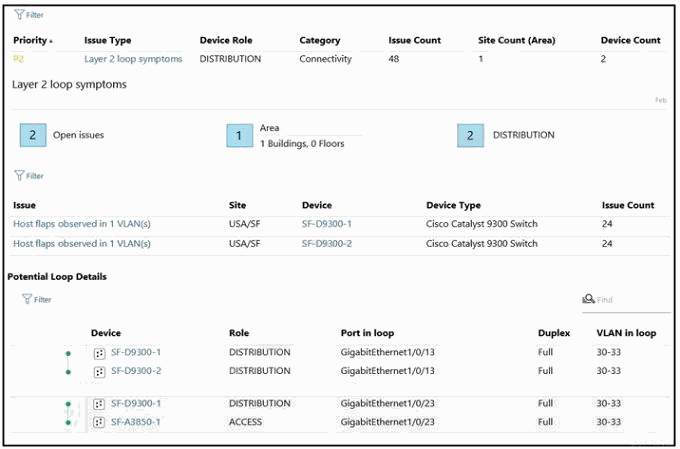 Filter
Priority Issue Type Device Role Category Issue Count Site Count (Area) Device Count
P2 Layer 2 loop symptoms DISTRIBUTION Connectivity 48 1 2
Layer 2 loop symptoms
Feb
2 Open issues 1 Area 2 DISTRIBUTION
1 Buildings, 0 Floors
Filter
Issue Site Device Device Type Issue Count
Host flaps observed in 1 VLAN(s) USA/SF SF-D9300-1 Cisco Catalyst 9300 Switch 24
Host flaps observed in 1 VLAN(s) USA/SF SF-D9300-2 Cisco Catalyst 9300 Switch 24
Potential Loop Details
Filter Find
Device Role Port in loop Duplex VLAN in loop
SF-D9300-1 DISTRIBUTION GigabitEthernet1/0/13 Full 30-33
SF-D9300-2 DISTRIBUTION GigabitEthernet1/0/13 Full 30-33
SF-D9300-1 DISTRIBUTION GigabitEthernet1/0/23 Full 30-33
SF-A3850-1 ACCESS GigabitEthernet1/0/23 Full 30-33